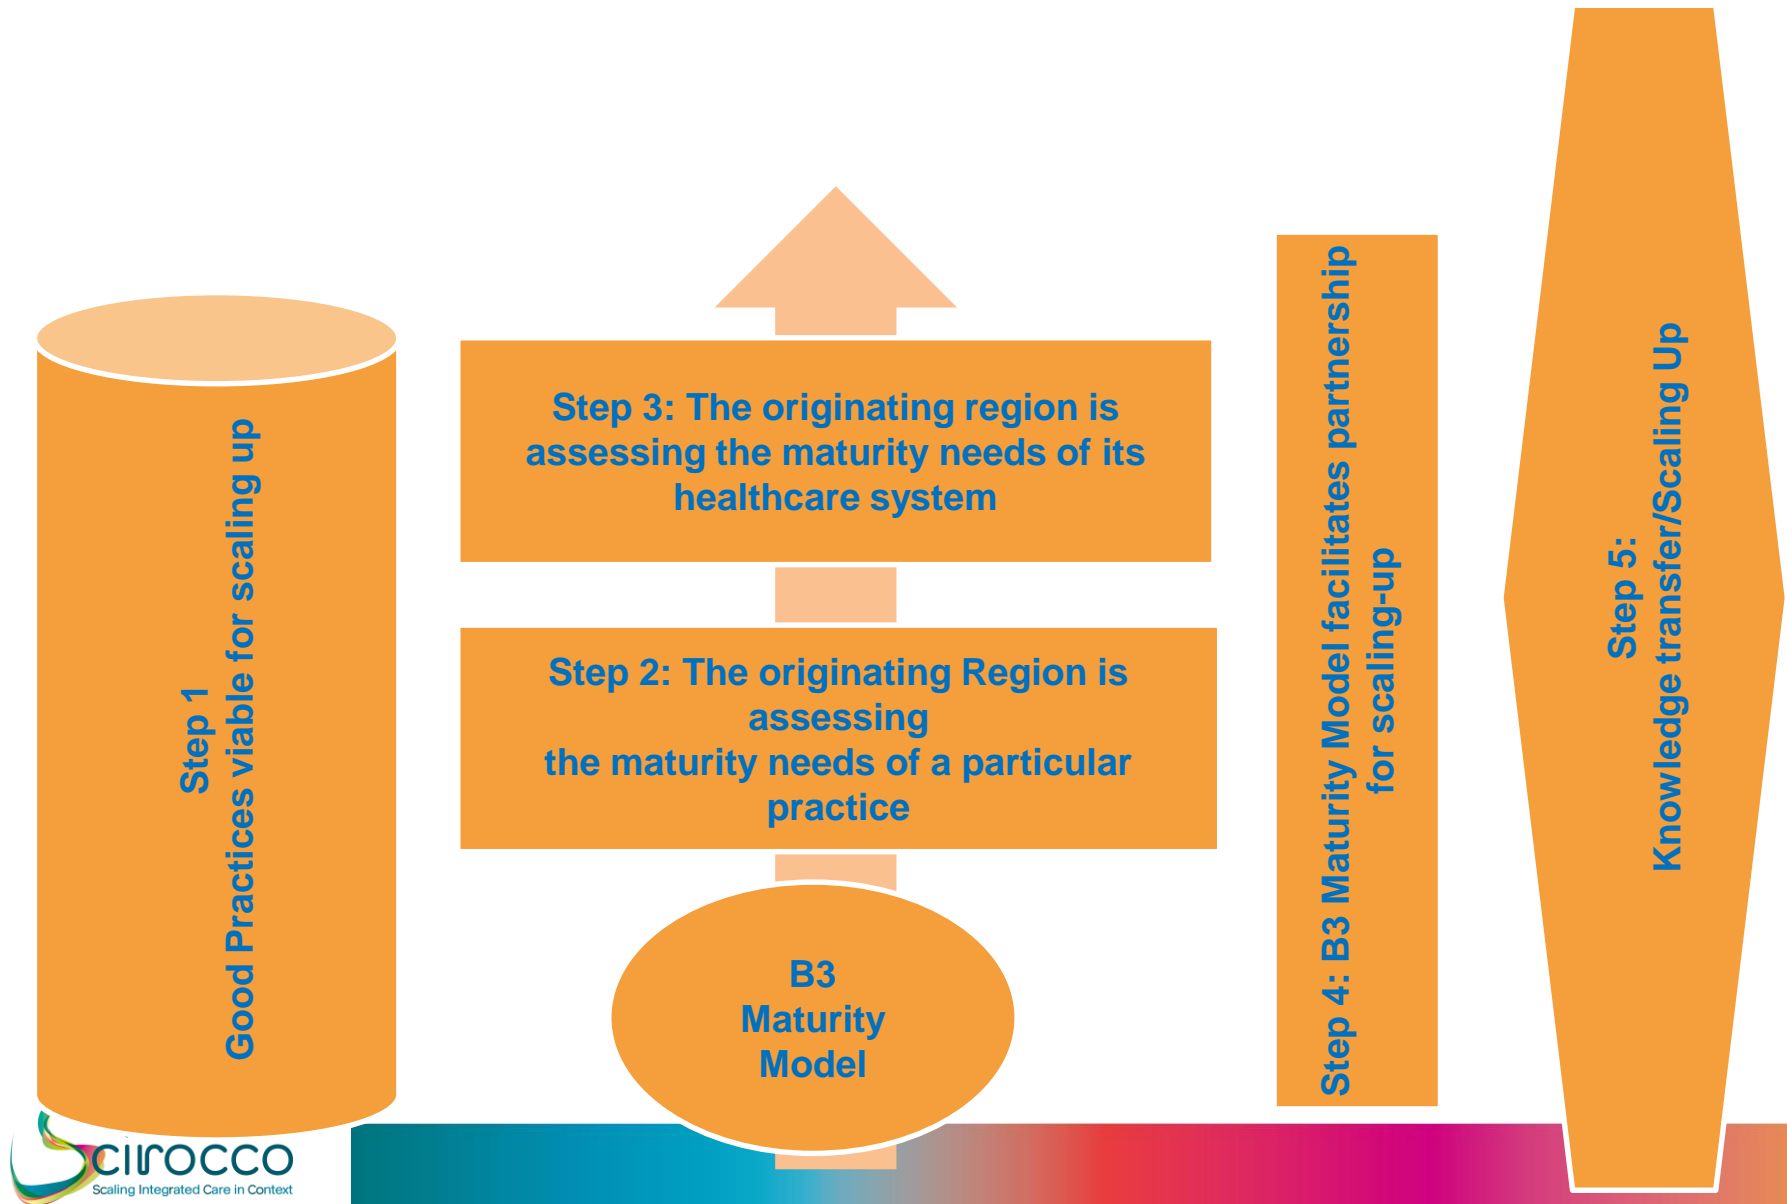 Step 1
Good Practices viable for scaling up
Step 3: The originating region is
assessing the maturity needs of its
healthcare system
Step 2: The originating Region is
assessing
the maturity needs of a particular
practice
B3
Maturity
Model
Step 4: B3 Maturity Model facilitates partnership
for scaling-up
Step 5:
Knowledge transfer/Scaling Up
Scirocco
Scaling Integrated Care in Context